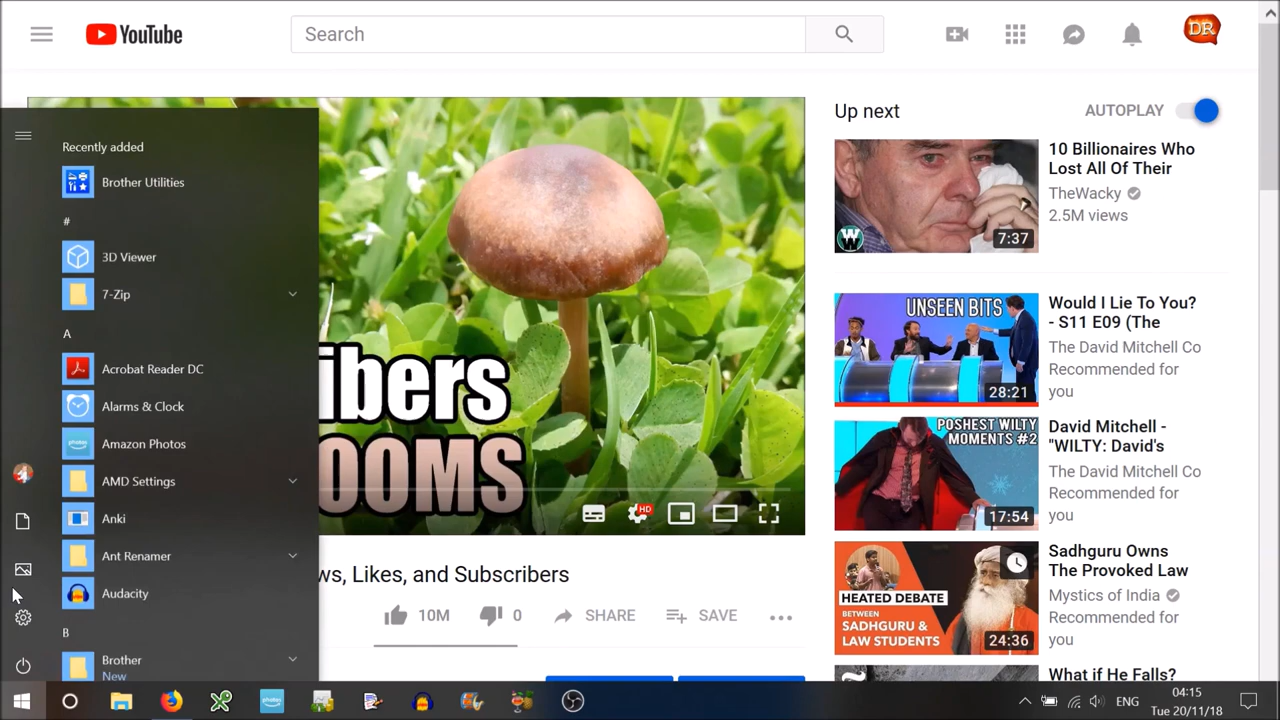 YouTube
Search
DR
Recently added
Brother Utilities
#
3D Viewer
7-Zip
A
Acrobat Reader DC
Alarms & Clock
Amazon Photos
AMD Settings
Anki
Ant Renamer
Audacity
B
Brother
New
ibers
OOMS
HD
ws, Likes, and Subscribers
10M
0
SHARE
SAVE
Up next
AUTOPLAY
W
7:37
10 Billionaires Who
Lost All Of Their
TheWacky
2.5M views
UNSEEN BITS
28:21
Would I Lie To You?
- S11 E09 (The
The David Mitchell Co
Recommended for
you
POSHEST WILTY
MOMENTS #2
17:54
David Mitchell -
"WILTY: David's
The David Mitchell Co
Recommended for
you
HEATED DEBATE
BETWEEN
SADHGURU &
LAW STUDENTS
24:36
Sadhguru Owns
The Provoked Law
Mystics of India
Recommended for
you
What if He Falls?
photos
ENG
04:15
Tue 20/11/18